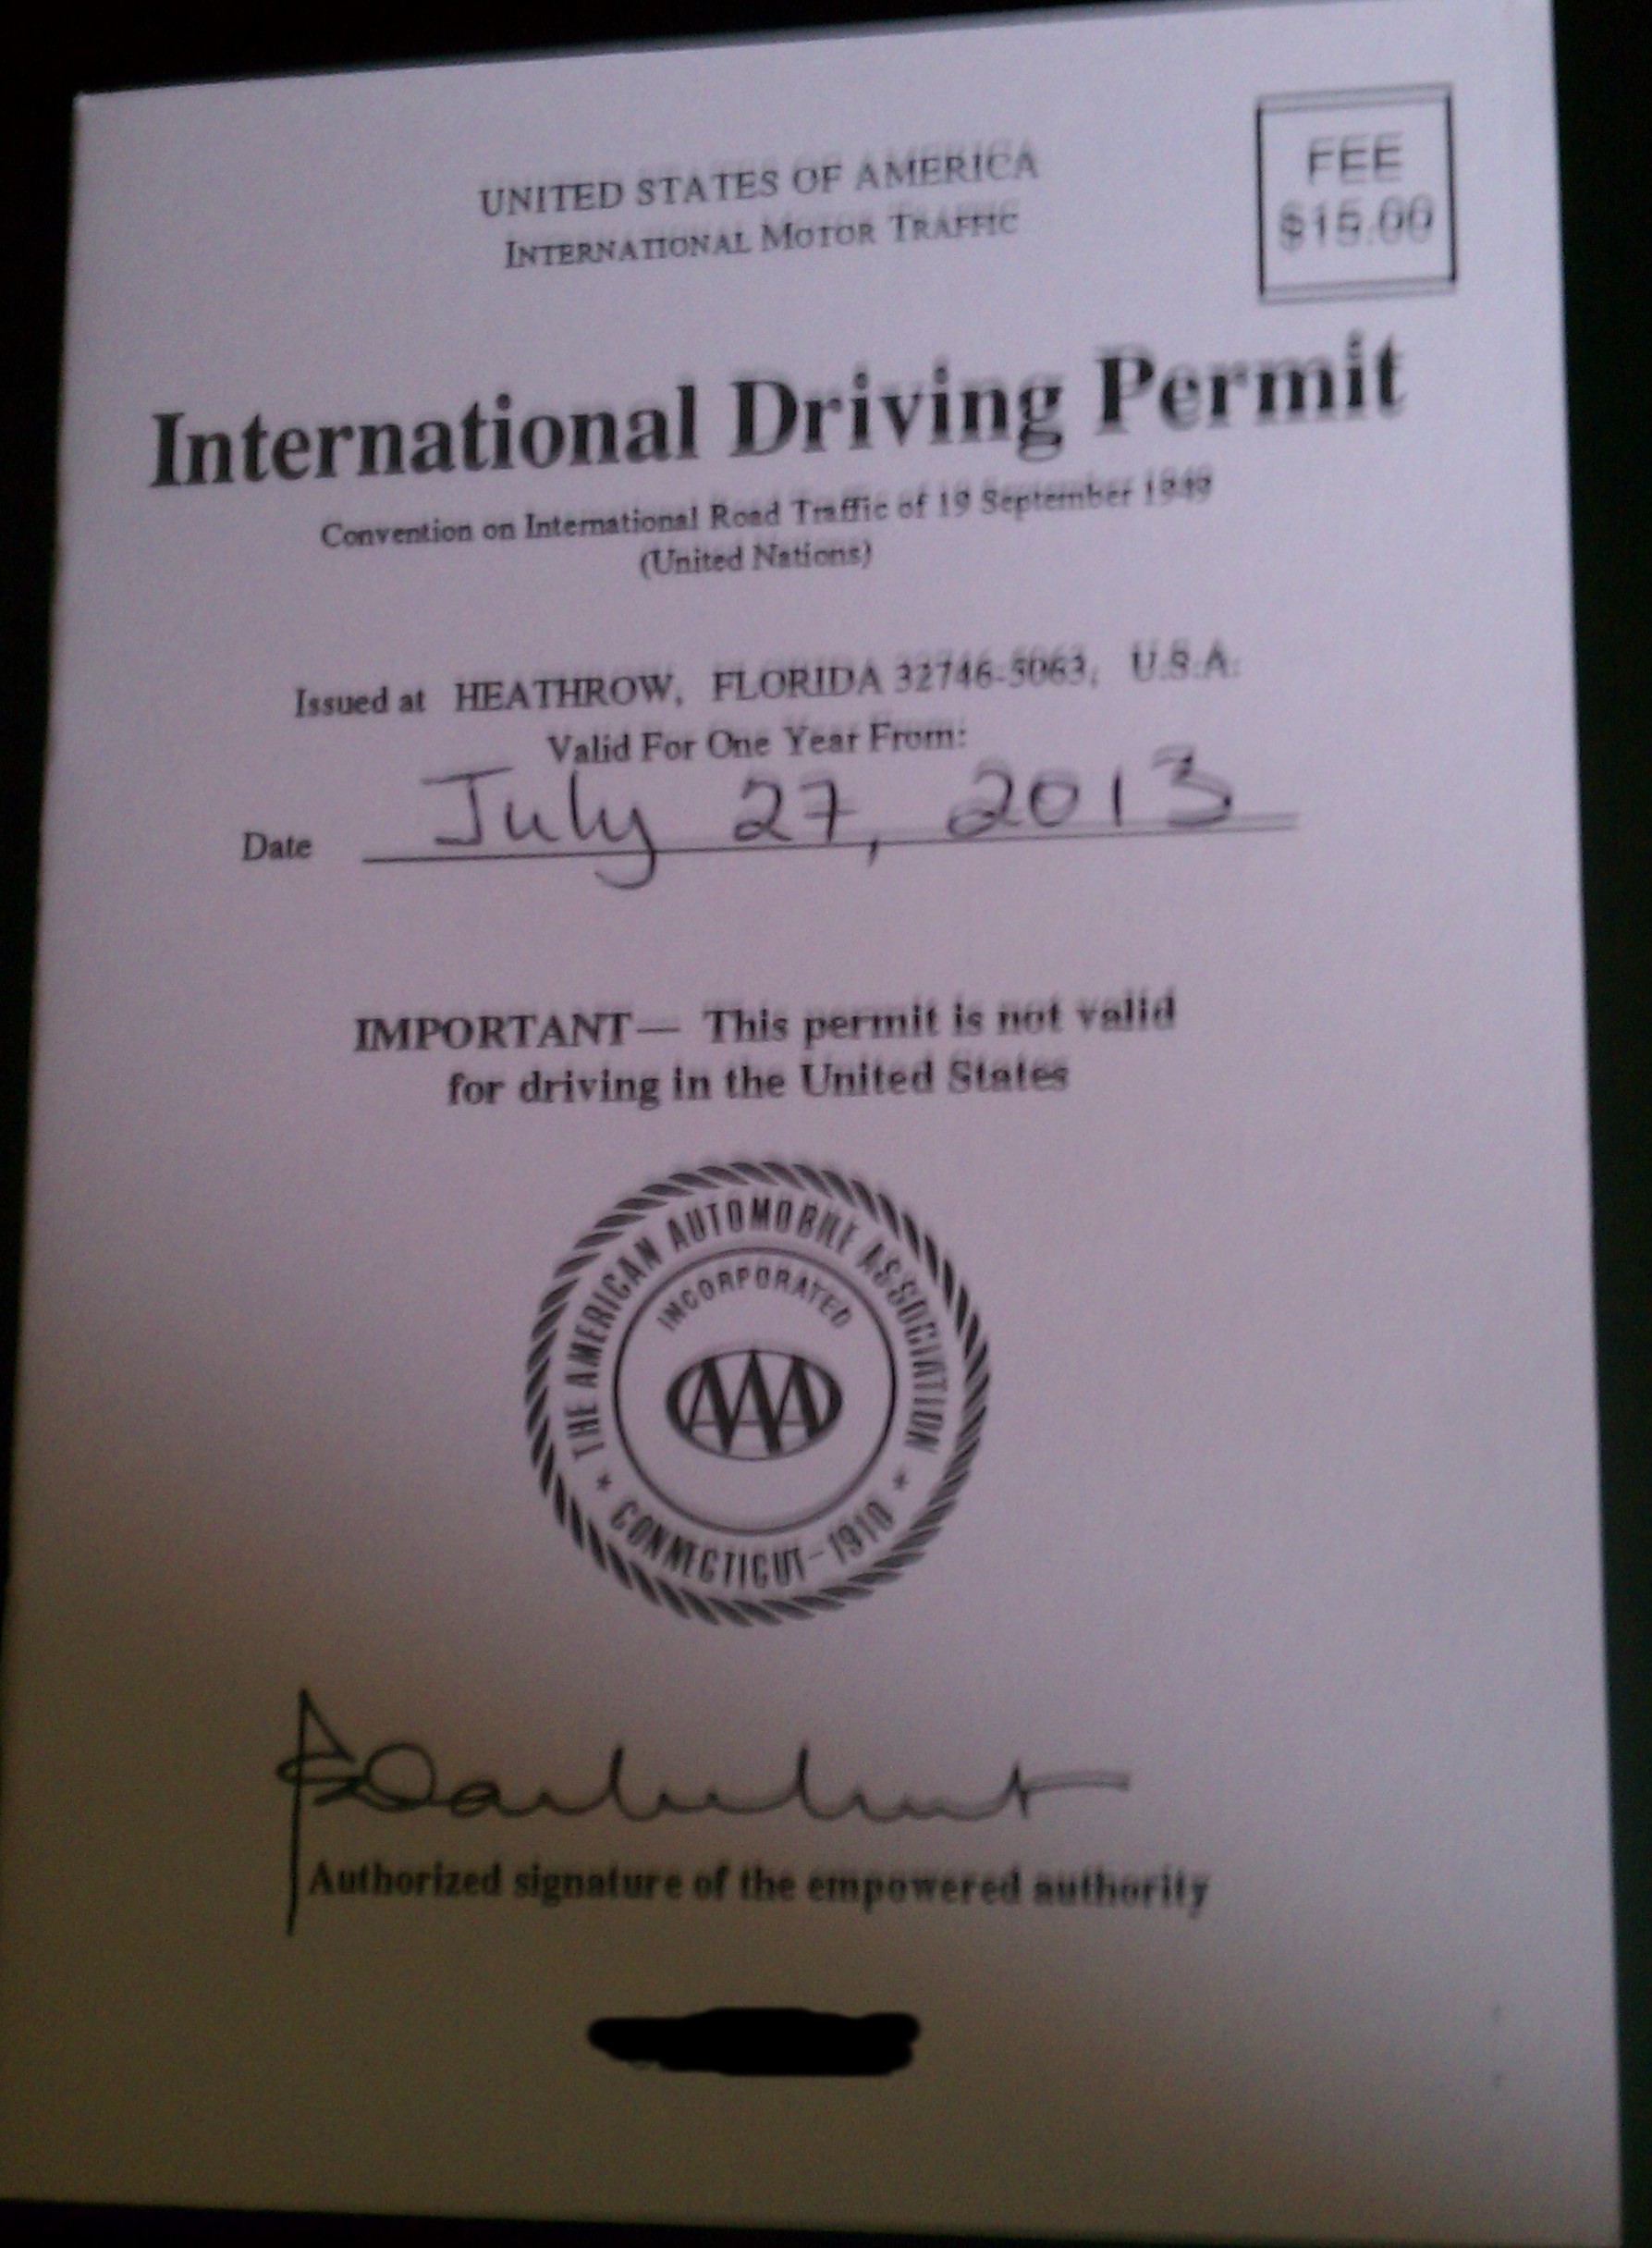 UNITED STATES OF AMERICA
INTERNATIONAL MOTOR TRAFFIC
FEE
$15.00
International Driving Permit
Convention on International Road Traffic of 19 September 1949
(United Nations)
Issued at HEATHROW, FLORIDA 32746-5063, U.S.A.
Valid For One Year From:
Date July 27, 2013
IMPORTANT— This permit is not valid
for driving in the United States
THE AMERICAN AUTOMOBILE ASSOCIATION
INCORPORATED
AAA
* CONNECTICUT-1910 *
Authorized signature of the empowered authority